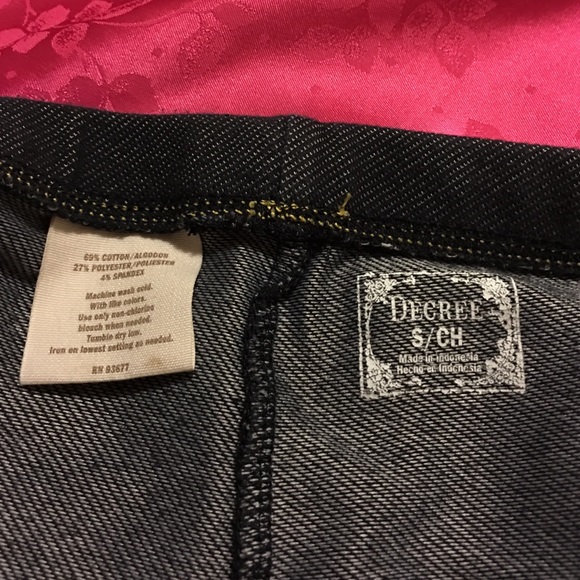 69% COTTON/ALGODON
27% POLYESTER/POLIESTER
4% SPANDEX
Machine wash cold.
With like colors.
Use only non-chlorine
bleach when needed.
Tumble dry low.
Iron on lowest setting as needed.
RN 93677
DEGREE
S/CH
Made in Indonesia
Hecho en Indonesia